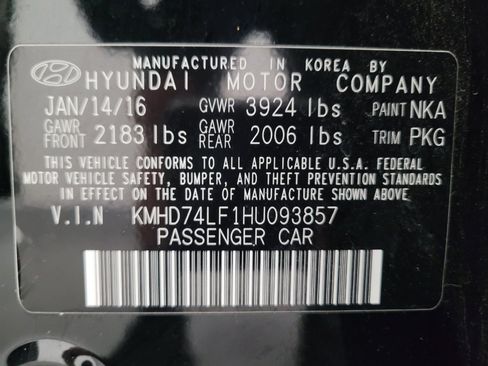 MANUFACTURED IN KOREA BY
HYUNDAI MOTOR COMPANY
JAN/14/16 GVWR 3924 lbs PAINT NKA
GAWR FRONT 2183 lbs GAWR REAR 2006 lbs TRIM PKG
THIS VEHICLE CONFORMS TO ALL APPLICABLE U.S.A. FEDERAL
MOTOR VEHICLE SAFETY, BUMPER, AND THEFT PREVENTION STANDARDS
IN EFFECT ON THE DATE OF MANUFACTURE SHOWN ABOVE.
V.I.N KMHD74LF1HU093857
PASSENGER CAR